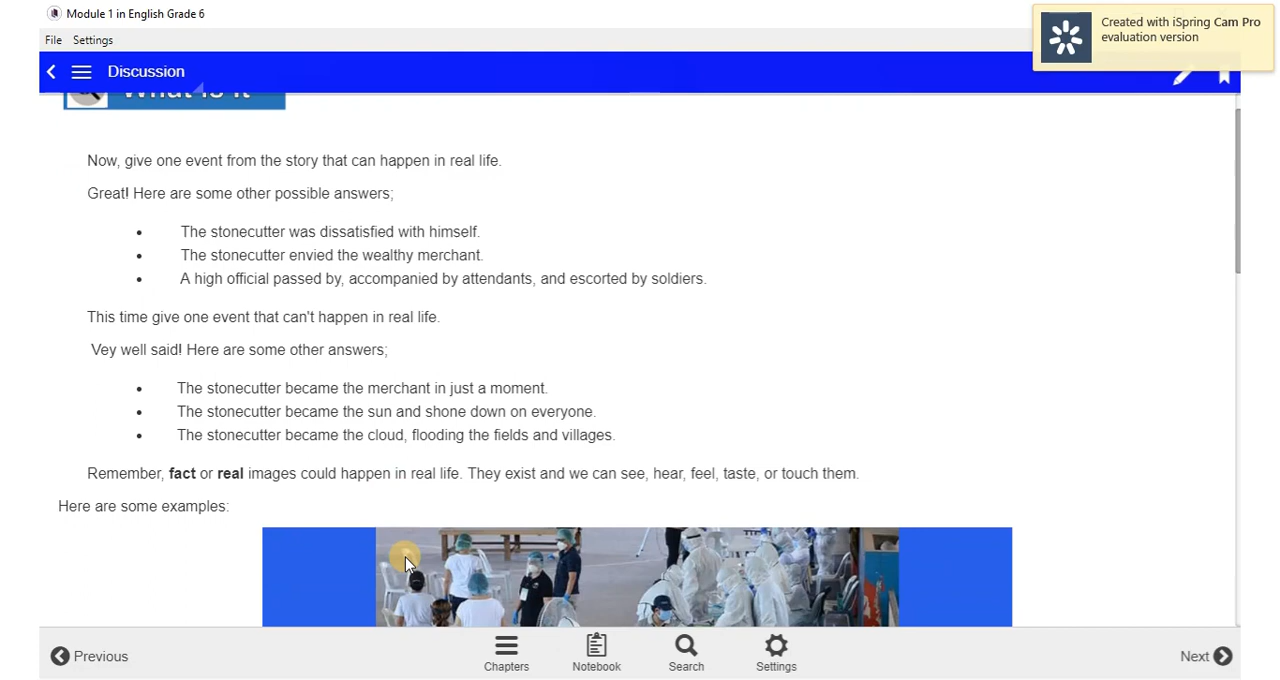 Module 1 in English Grade 6
Created with iSpring Cam Pro
evaluation version
File Settings
Discussion
What is it
Now, give one event from the story that can happen in real life.
Great! Here are some other possible answers;
• The stonecutter was dissatisfied with himself.
• The stonecutter envied the wealthy merchant.
• A high official passed by, accompanied by attendants, and escorted by soldiers.
This time give one event that can't happen in real life.
Vey well said! Here are some other answers;
• The stonecutter became the merchant in just a moment.
• The stonecutter became the sun and shone down on everyone.
• The stonecutter became the cloud, flooding the fields and villages.
Remember, fact or real images could happen in real life. They exist and we can see, hear, feel, taste, or touch them.
Here are some examples:
Previous
Chapters
Notebook
Search
Settings
Next